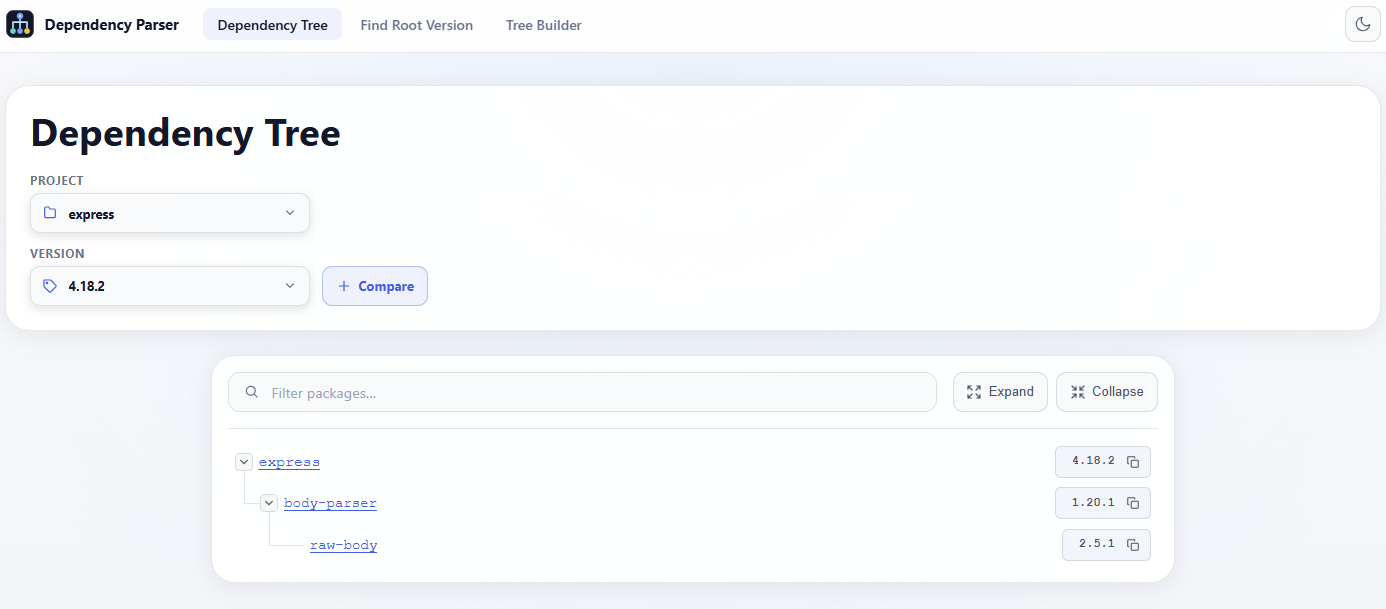 Dependency Parser Dependency Tree Find Root Version Tree Builder
Dependency Tree
PROJECT
express
VERSION
4.18.2 Compare
Filter packages... Expand Collapse
express 4.18.2
body-parser 1.20.1
raw-body 2.5.1